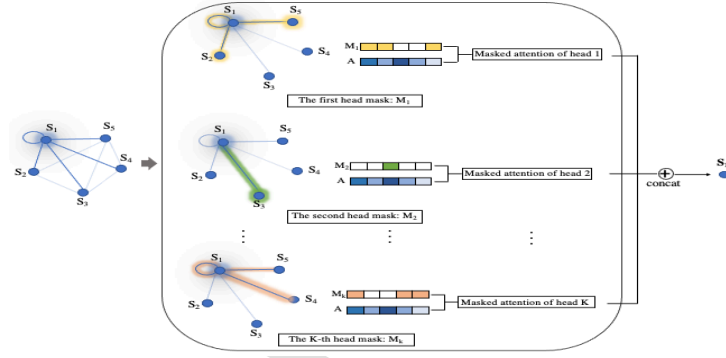 S1
S5
S2
S4
S3
M1
A
Masked attention of head 1
The first head mask: M1
S1
S5
S2
S4
S3
S1
S5
S2
S4
S3
M2
A
Masked attention of head 2
The second head mask: M2
concat
S1
S5
S2
S4
S3
Mk
A
Masked attention of head K
The K-th head mask: Mk